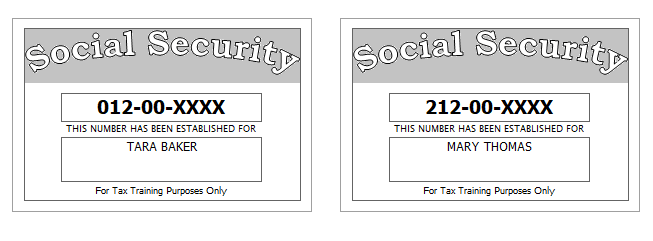 Social Security
012-00-XXXX
THIS NUMBER HAS BEEN ESTABLISHED FOR
TARA BAKER
For Tax Training Purposes Only
Social Security
212-00-XXXX
THIS NUMBER HAS BEEN ESTABLISHED FOR
MARY THOMAS
For Tax Training Purposes Only